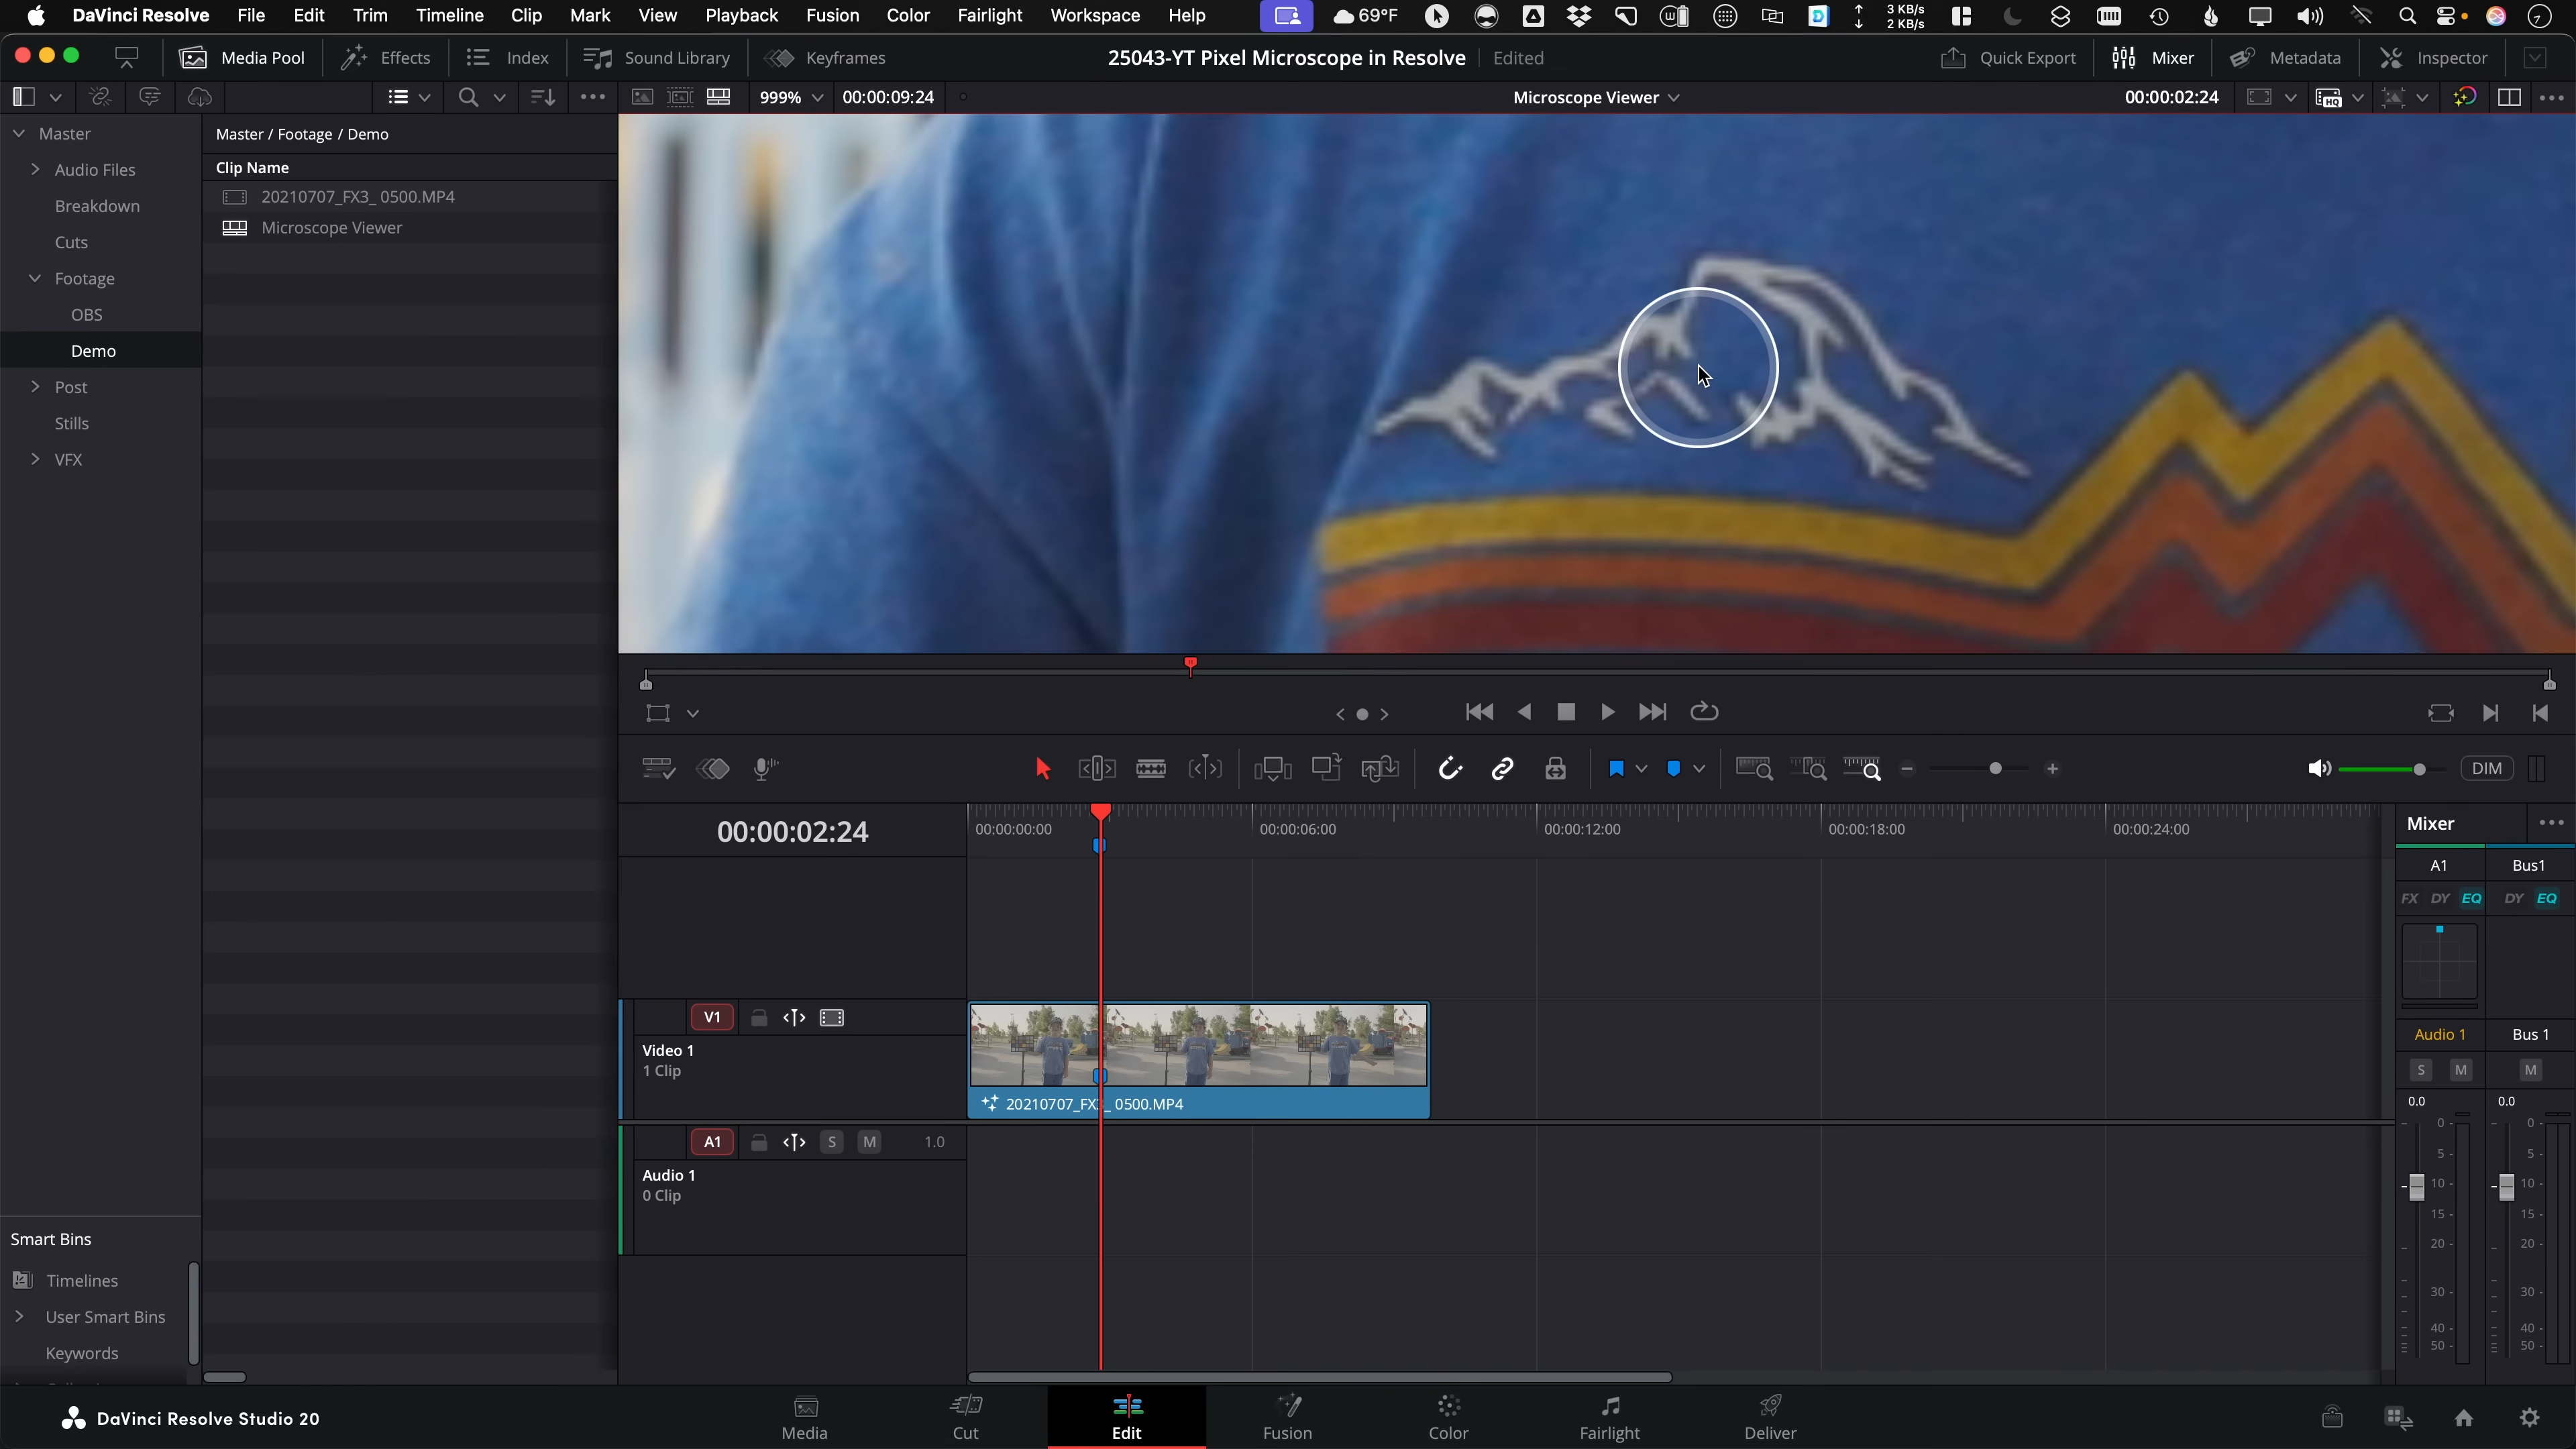 DaVinci Resolve File Edit Trim Timeline Clip Mark View Playback Fusion Color Fairlight Workspace Help 69°F 3 KB/s 2 KB/s
Media Pool Effects Index Sound Library Keyframes 25043-YT Pixel Microscope in Resolve Edited Quick Export Mixer Metadata Inspector
999% 00:00:09:24 Microscope Viewer 00:00:02:24 HQ
Master
Audio Files
Breakdown
Cuts
Footage
OBS
Demo
Post
Stills
VFX
Master / Footage / Demo
Clip Name
20210707_FX3_ 0500.MP4
Microscope Viewer
DIM
00:00:02:24
00:00:00:00 00:00:06:00 00:00:12:00 00:00:18:00 00:00:24:00
V1
Video 1
1 Clip
20210707_FX3_ 0500.MP4
A1 S M 1.0
Audio 1
0 Clip
Mixer
A1 Bus1
FX DY EQ DY EQ
Audio 1 Bus 1
S M M
0.0 0.0
0 0
5 5
10 10
15 15
20 20
30 30
40 40
50 50
Smart Bins
Timelines
User Smart Bins
Keywords
DaVinci Resolve Studio 20
Media Cut Edit Fusion Color Fairlight Deliver